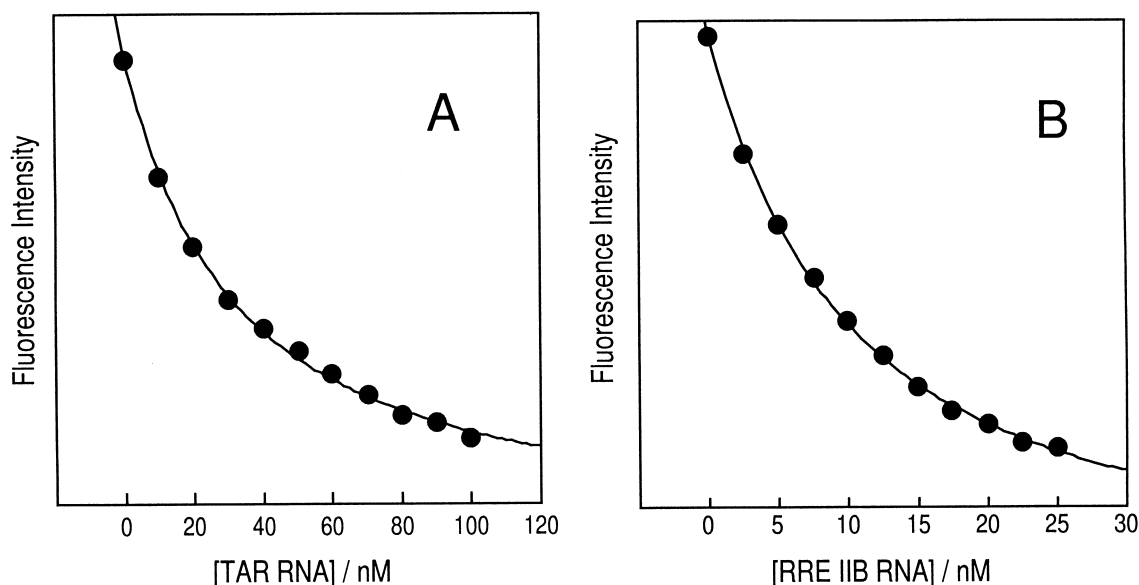 A
Fluorescence Intensity
0 20 40 60 80 100 120
[TAR RNA] / nM
B
Fluorescence Intensity
0 5 10 15 20 25 30
[RRE IIB RNA] / nM